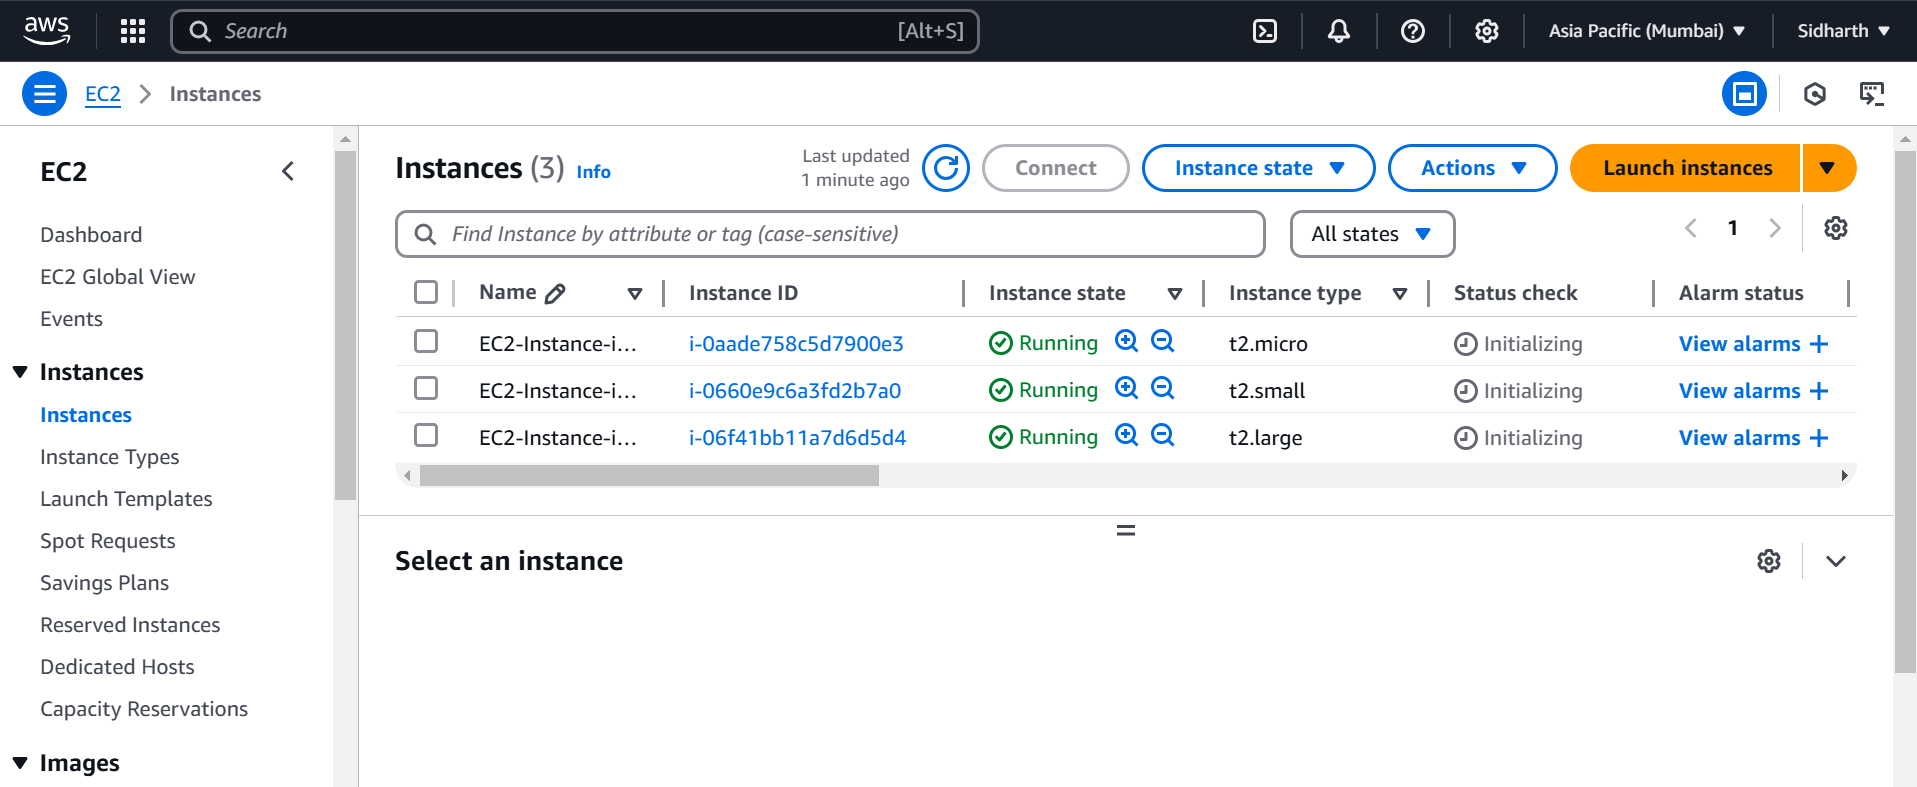 aws Search [Alt+S] Asia Pacific (Mumbai) Sidharth
EC2 Instances
EC2
Dashboard
EC2 Global View
Events
Instances
Instances
Instance Types
Launch Templates
Spot Requests
Savings Plans
Reserved Instances
Dedicated Hosts
Capacity Reservations
Images
Instances (3) Info
Last updated
1 minute ago
Connect Instance state Actions Launch instances
Find Instance by attribute or tag (case-sensitive) All states 1
Name Instance ID Instance state Instance type Status check Alarm status
EC2-Instance-i... i-0aade758c5d7900e3 Running t2.micro Initializing View alarms +
EC2-Instance-i... i-0660e9c6a3fd2b7a0 Running t2.small Initializing View alarms +
EC2-Instance-i... i-06f41bb11a7d6d5d4 Running t2.large Initializing View alarms +
Select an instance